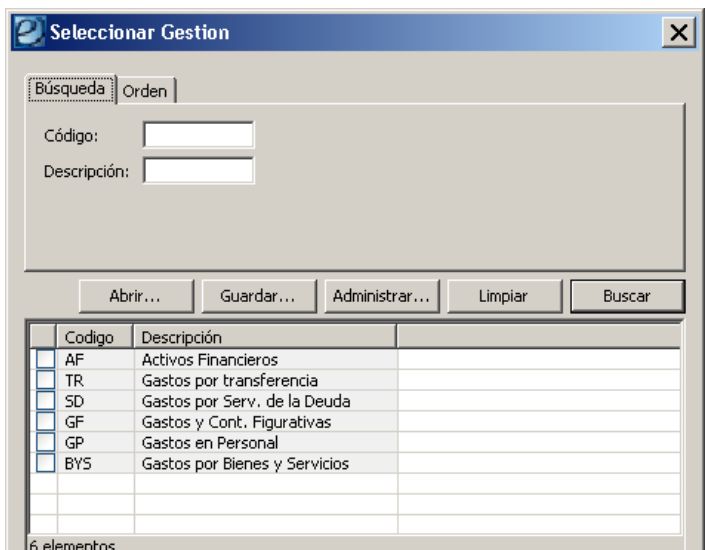 Seleccionar Gestion
Búsqueda Orden
Código:
Descripción:
Abrir... Guardar... Administrar... Limpiar Buscar
Codigo Descripción
AF Activos Financieros
TR Gastos por transferencia
SD Gastos por Serv. de la Deuda
GF Gastos y Cont. Figurativas
GP Gastos en Personal
BYS Gastos por Bienes y Servicios
6 elementos